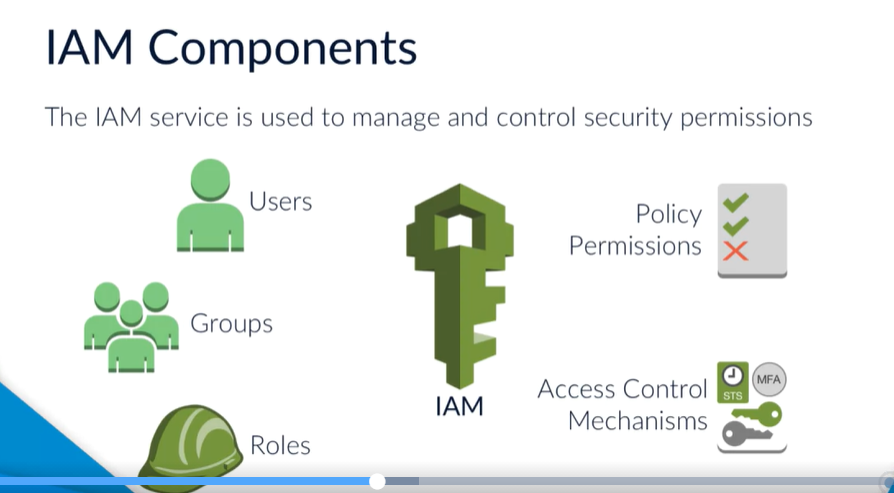 IAM Components
The IAM service is used to manage and control security permissions
Users
Groups
Roles
IAM
Policy
Permissions
Access Control
Mechanisms
STS
MFA